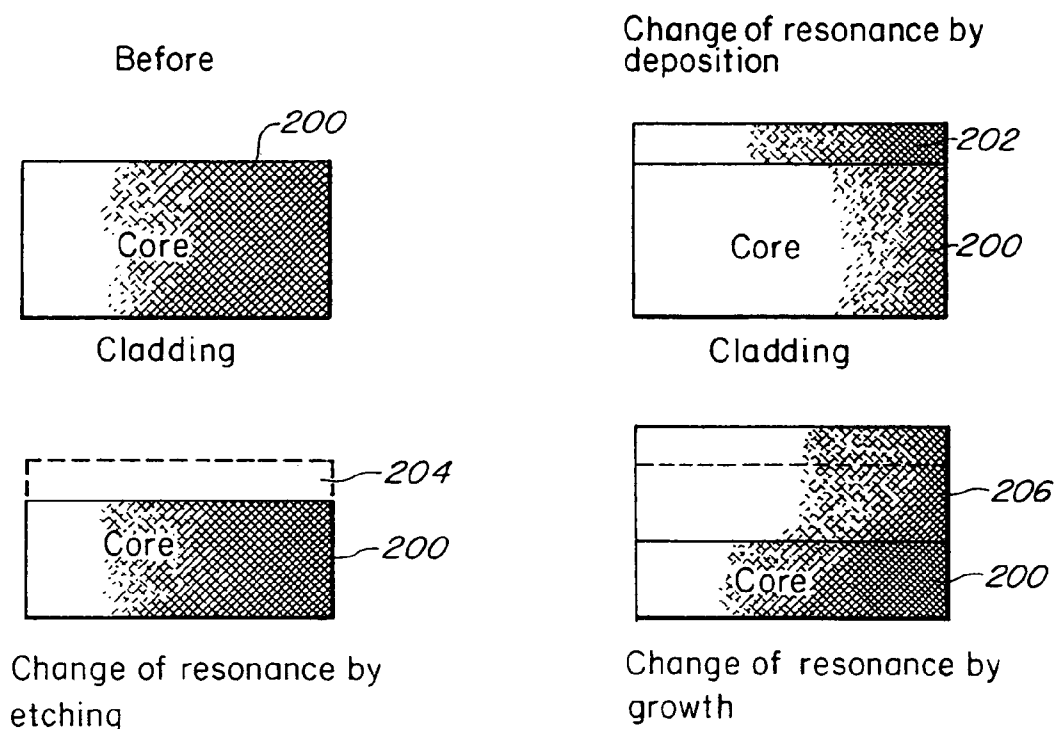 Before
200
Core
Cladding
Change of resonance by
deposition
202
Core
200
Cladding
204
Core
200
Change of resonance by
etching
206
Core
200
Change of resonance by
growth